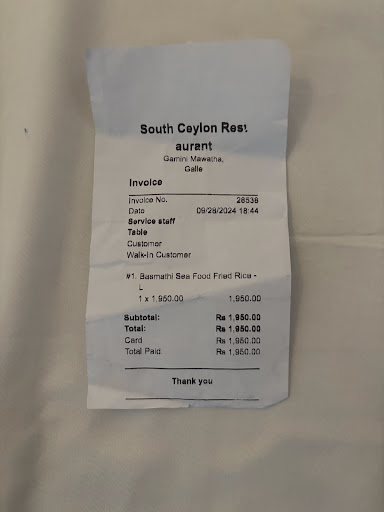 South Ceylon Rest
aurant
Gamini Mawatha,
Galle
Invoice
Invoice No. 26538
Date 09/28/2024 18:44
Service staff
Table
Customer
Walk-In Customer
#1. Basmathi Sea Food Fried Rice -
L
1 x 1,950.00 1,950.00
Subtotal: Rs 1,950.00
Total: Rs 1,950.00
Card Rs 1,950.00
Total Paid Rs 1,950.00
Thank you